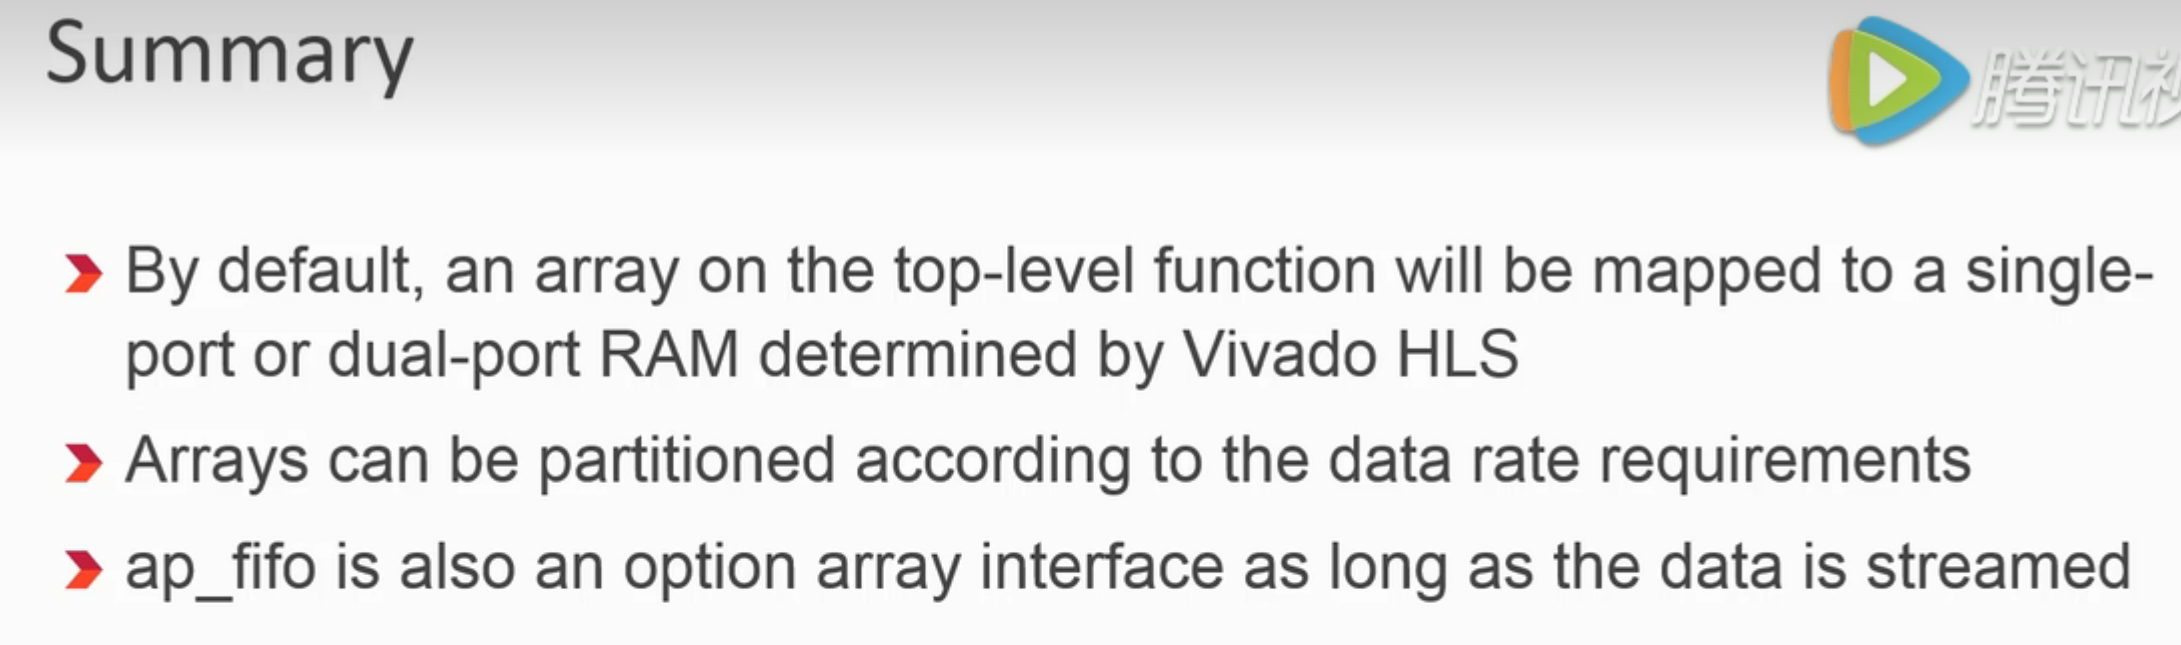 Summary
腾讯视
By default, an array on the top-level function will be mapped to a single-
port or dual-port RAM determined by Vivado HLS
Arrays can be partitioned according to the data rate requirements
ap_fifo is also an option array interface as long as the data is streamed